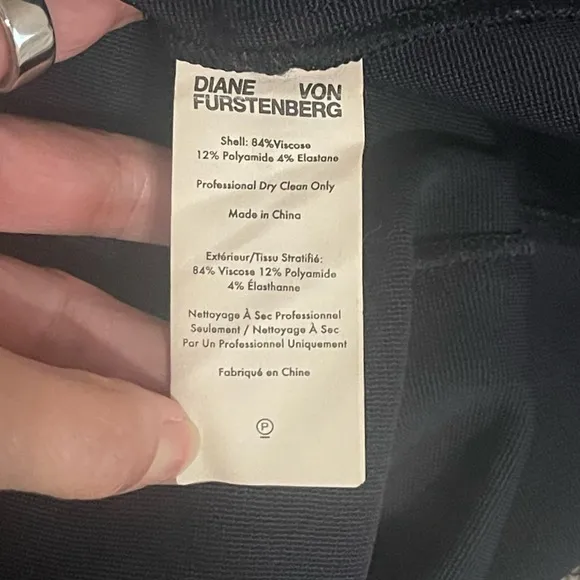 DIANE VON
FURSTENBERG
Shell: 84%Viscose
12% Polyamide 4% Elastane
Professional Dry Clean Only
Made in China
Extérieur/Tissu Stratifié:
84% Viscose 12% Polyamide
4% Élasthanne
Nettoyage À Sec Professionnel
Seulement / Nettoyage À Sec
Par Un Professionnel Uniquement
Fabriqué en Chine
P